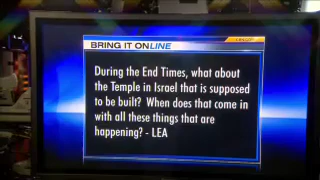 BRING IT ONLINE
During the End Times, what about
the Temple in Israel that is supposed
to be built? When does that come in
with all these things that are
happening? - LEA